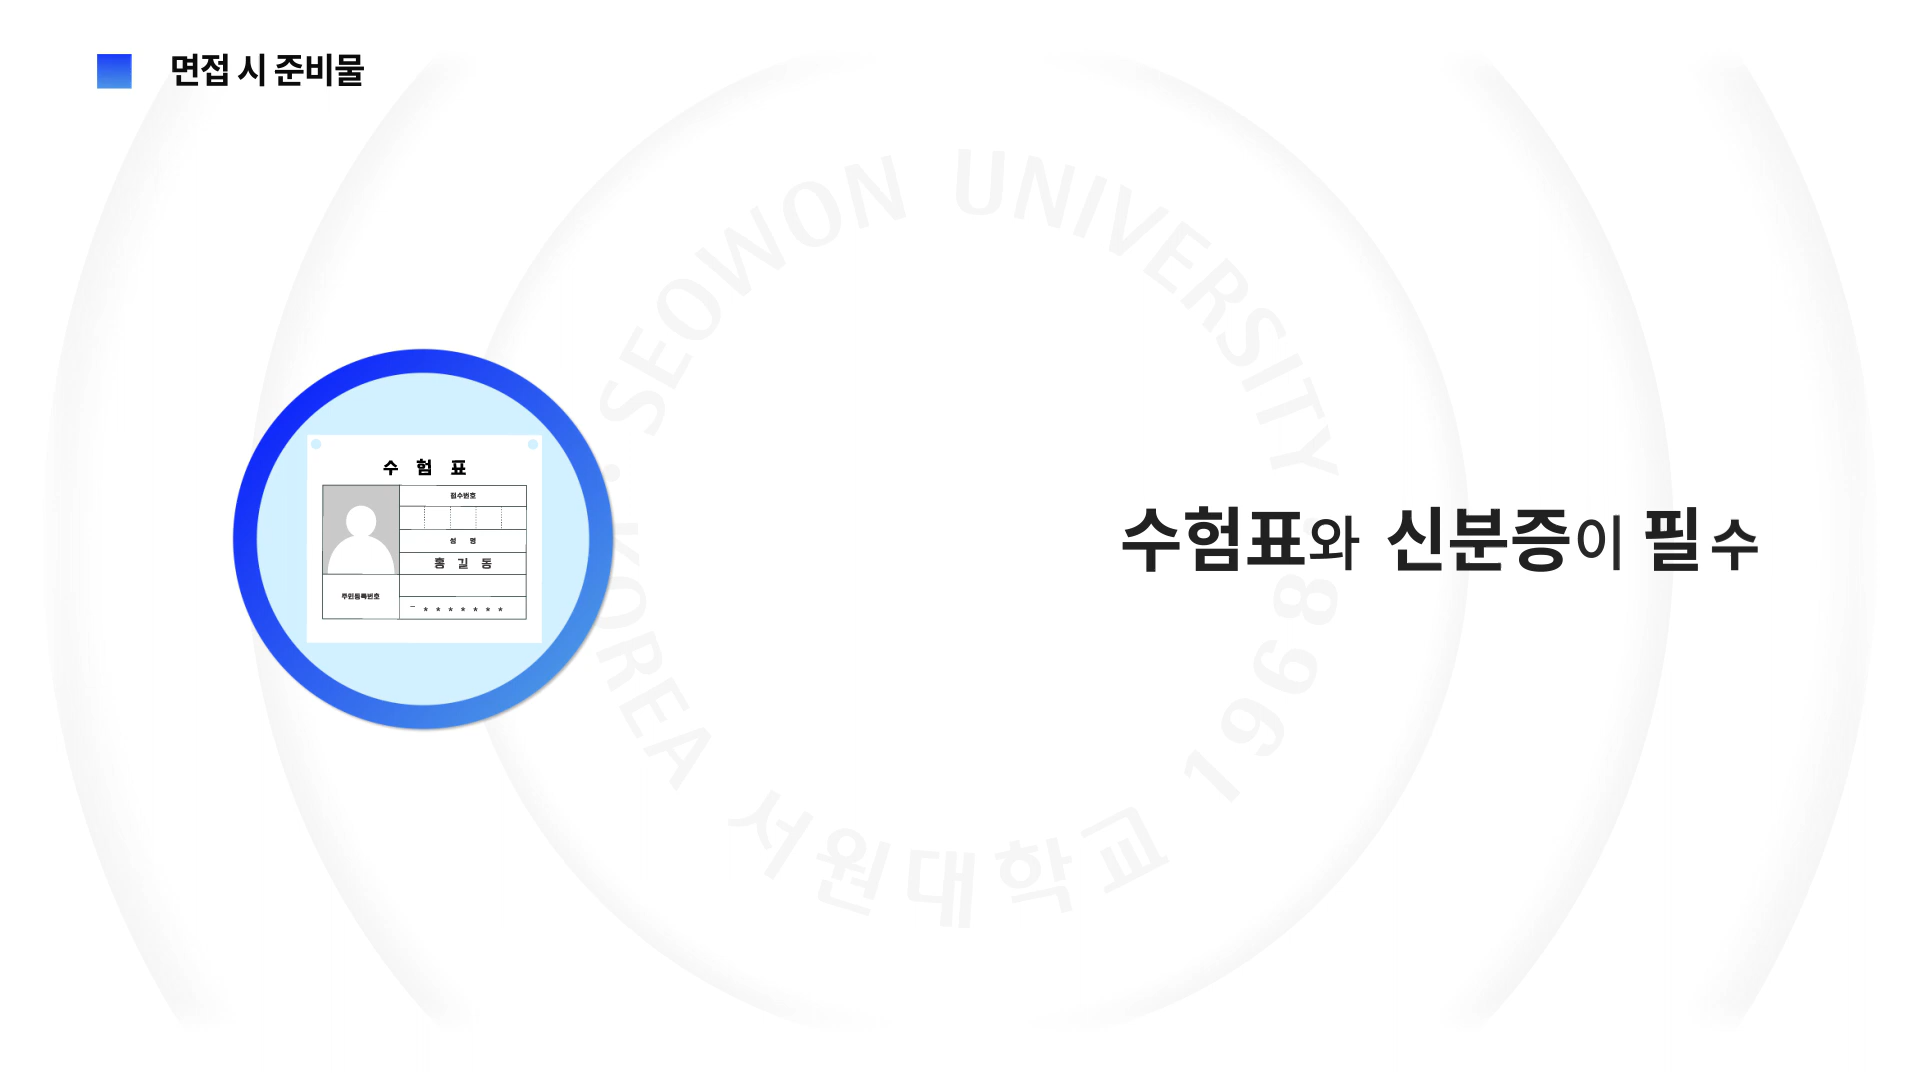 면접 시 준비물
SEOWON UNIVERSITY
수 험 표
접수번호
성 명
홍 길 동
주민등록번호
- * * * * * * *
수험표와 신분증이 필수
KOREA 서원대학교 1968